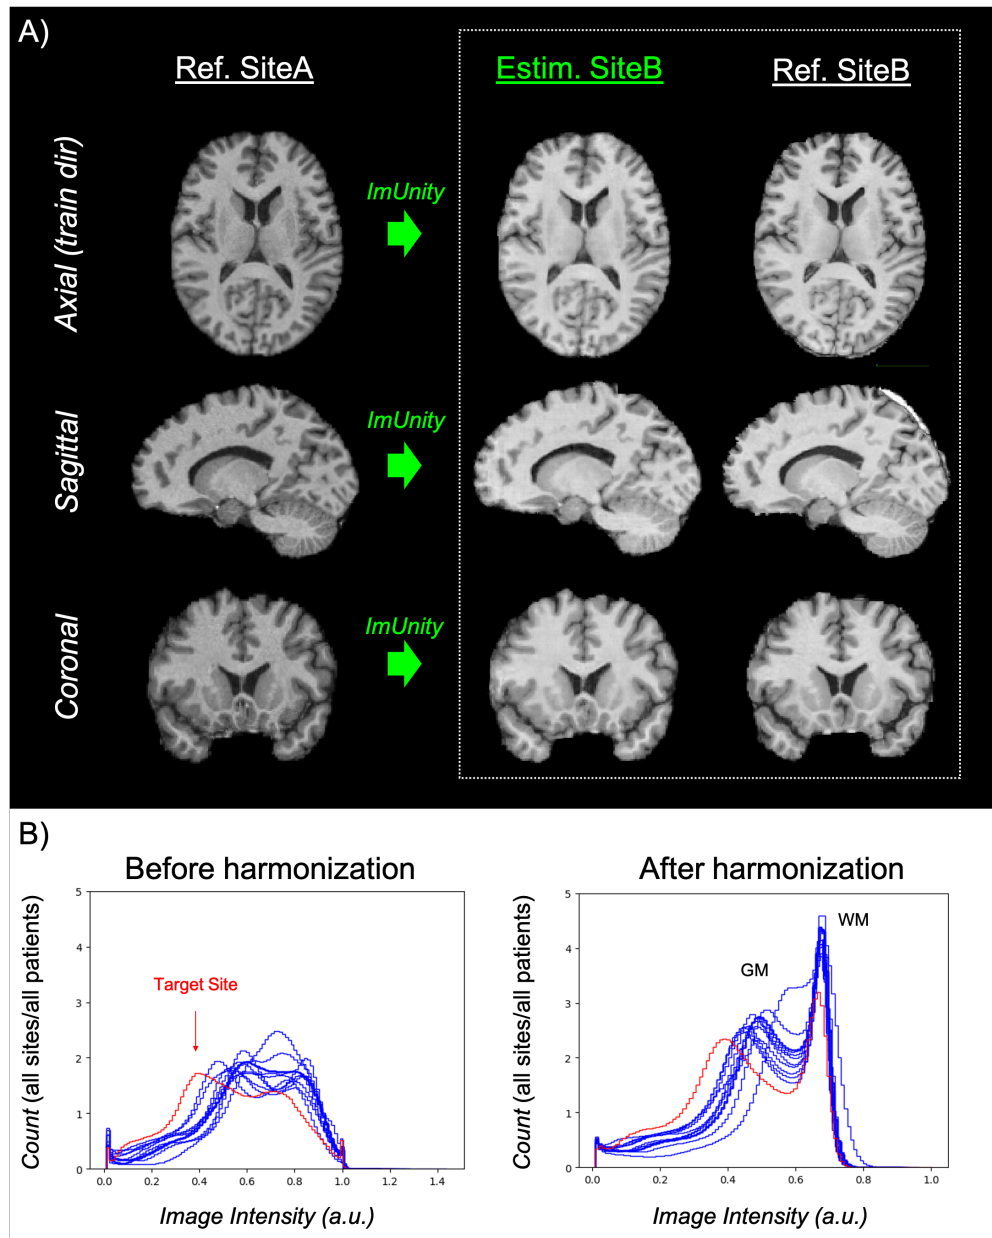 A)
Ref. SiteA
Estim. SiteB
Ref. SiteB
Axial (train dir)
ImUnity
Sagittal
ImUnity
Coronal
ImUnity
B)
Before harmonization
After harmonization
Count (all sites/all patients)
5
4
3
2
1
0
Target Site
0.0 0.2 0.4 0.6 0.8 1.0 1.2 1.4
Image Intensity (a.u.)
Count (all sites/all patients)
5
4
3
2
1
0
WM
GM
0.0 0.2 0.4 0.6 0.8 1.0
Image Intensity (a.u.)